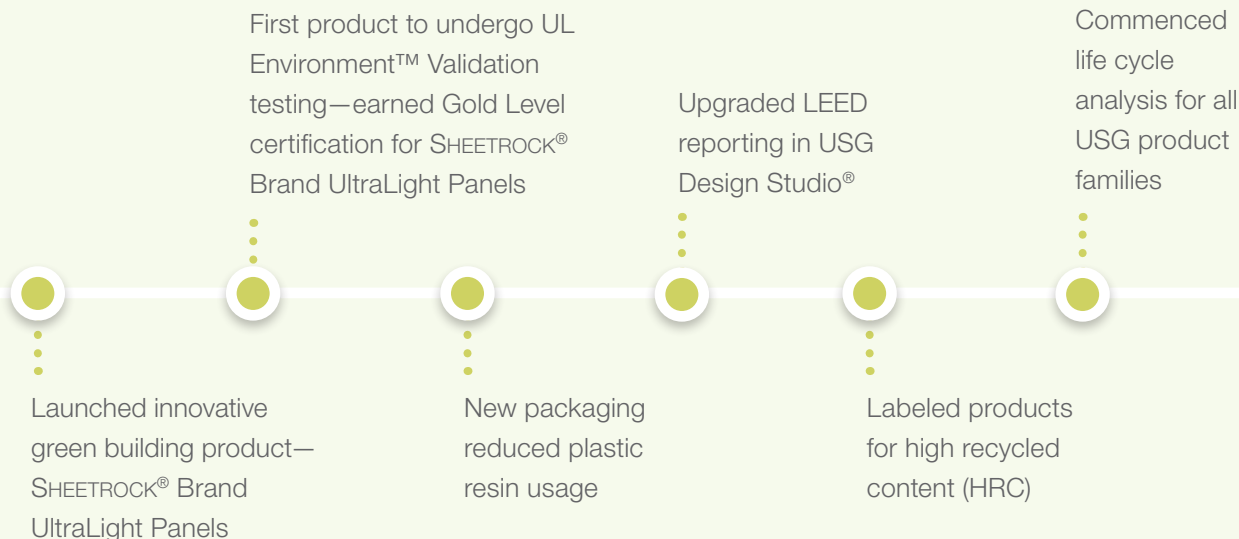 First product to undergo UL
Environment™ Validation
testing—earned Gold Level
certification for SHEETROCK®
Brand UltraLight Panels
Upgraded LEED
reporting in USG
Design Studio®
Commenced
life cycle
analysis for all
USG product
families
Launched innovative
green building product—
SHEETROCK® Brand
UltraLight Panels
New packaging
reduced plastic
resin usage
Labeled products
for high recycled
content (HRC)